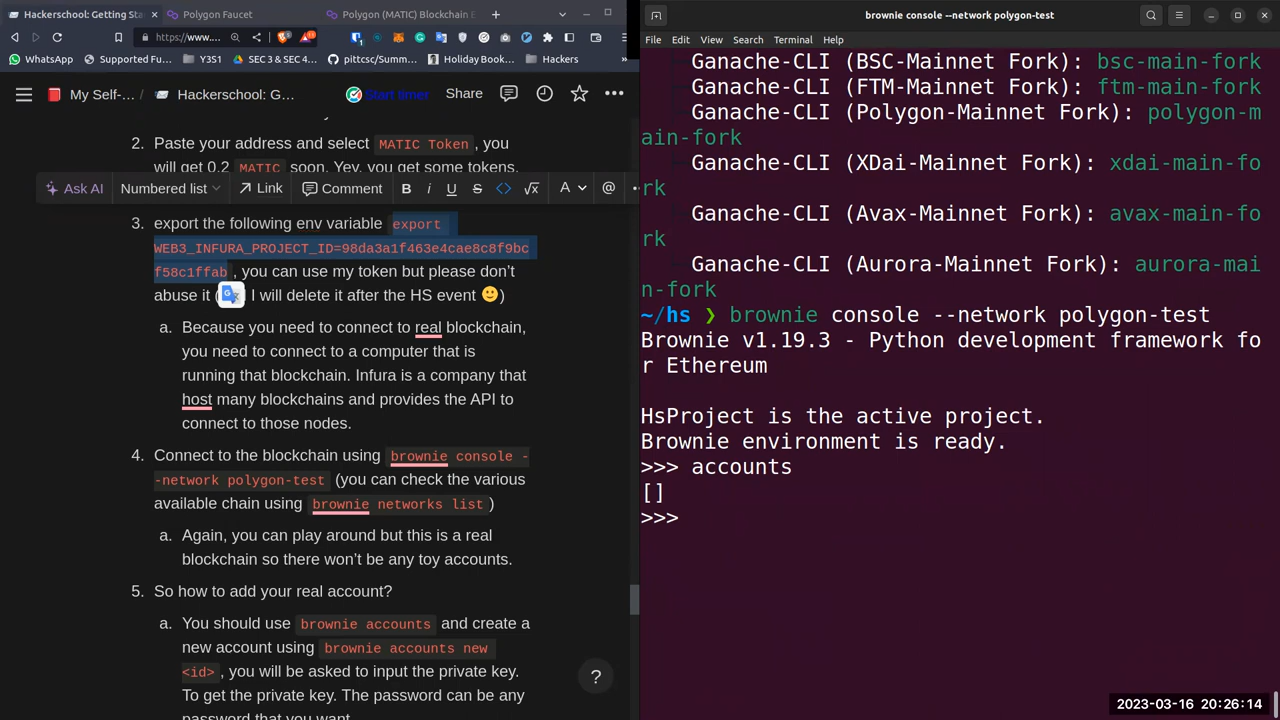 Hackerschool: Getting Sta
Polygon Faucet
Polygon (MATIC) Blockchain E
https://www....
WhatsApp
Supported Fu...
Y3S1
SEC 3 & SEC 4...
pittcsc/Summ...
Holiday Book...
Hackers
»
My Self-... / Hackerschool: G...
Start timer
Share
2. Paste your address and select MATIC Token , you
will get 0.2 MATIC soon. Yey, you get some tokens.
Ask AI
Numbered list
Link
Comment
B i U S <> √x A @
3. export the following env variable export
WEB3_INFURA_PROJECT_ID=98da3a1f463e4cae8c8f9bc
f58c1ffab , you can use my token but please don't
abuse it ( I will delete it after the HS event 🙂)
a. Because you need to connect to real blockchain,
you need to connect to a computer that is
running that blockchain. Infura is a company that
host many blockchains and provides the API to
connect to those nodes.
4. Connect to the blockchain using brownie console -
-network polygon-test (you can check the various
available chain using brownie networks list )
a. Again, you can play around but this is a real
blockchain so there won't be any toy accounts.
5. So how to add your real account?
a. You should use brownie accounts and create a
new account using brownie accounts new
<id> , you will be asked to input the private key.
To get the private key. The password can be any
password that you want.
?
brownie console --network polygon-test
File Edit View Search Terminal Help
Ganache-CLI (BSC-Mainnet Fork): bsc-main-fork
Ganache-CLI (FTM-Mainnet Fork): ftm-main-fork
Ganache-CLI (Polygon-Mainnet Fork): polygon-m
ain-fork
Ganache-CLI (XDai-Mainnet Fork): xdai-main-fo
rk
Ganache-CLI (Avax-Mainnet Fork): avax-main-fo
rk
Ganache-CLI (Aurora-Mainnet Fork): aurora-mai
n-fork
~/hs ❯ brownie console --network polygon-test
Brownie v1.19.3 - Python development framework fo
r Ethereum
HsProject is the active project.
Brownie environment is ready.
>>> accounts
[]
>>>
2023-03-16 20:26:14